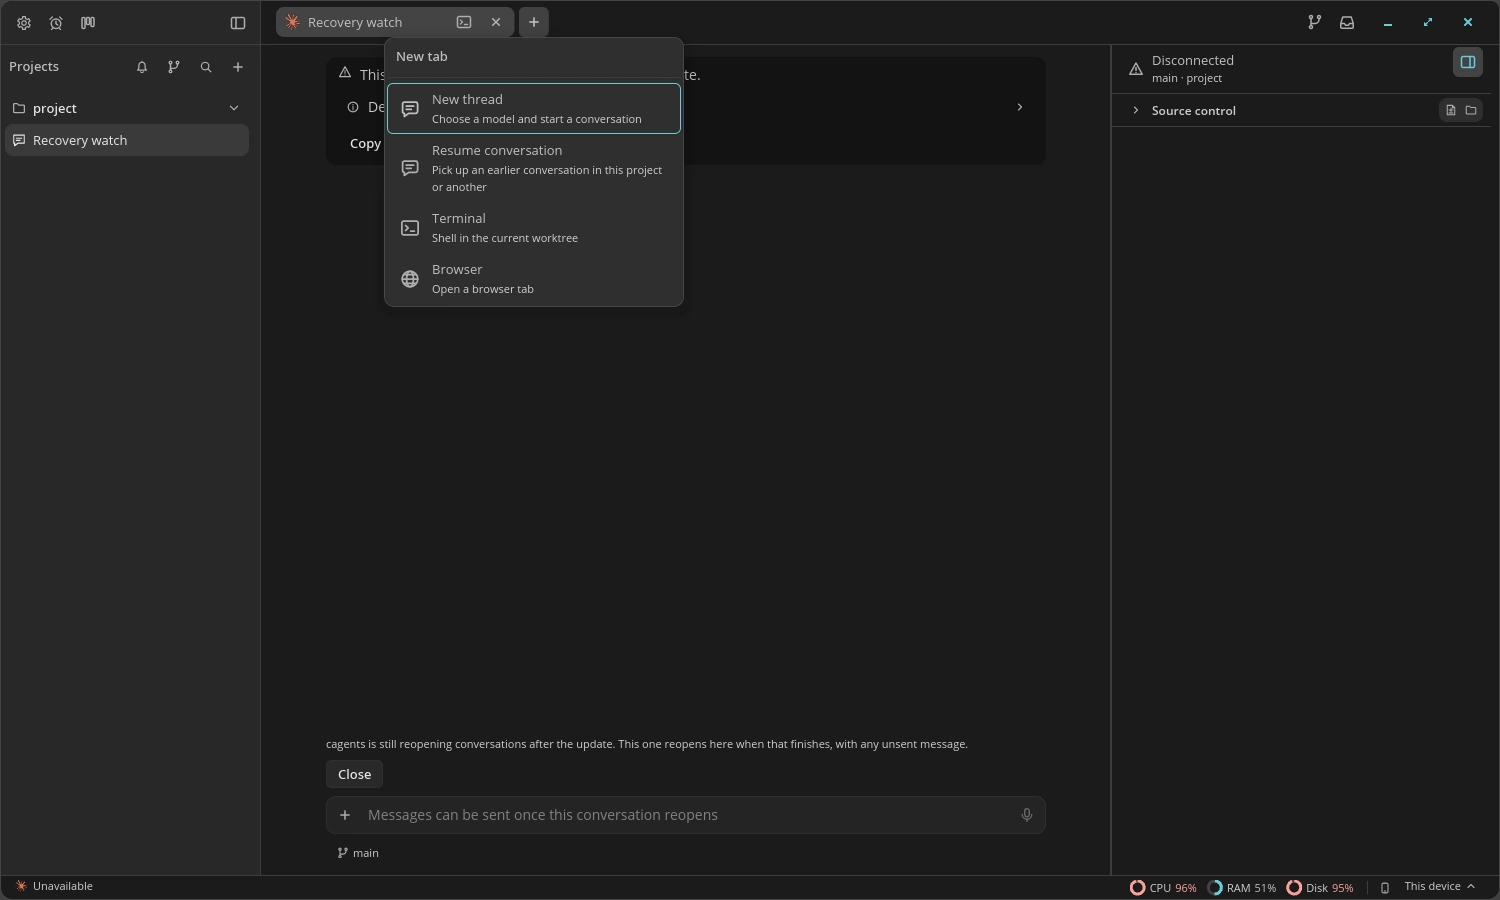 Recovery watch
Projects
project
Recovery watch
New tab
This
te.
New thread
Choose a model and start a conversation
De
Copy
Resume conversation
Pick up an earlier conversation in this project
or another
Terminal
Shell in the current worktree
Browser
Open a browser tab
Disconnected
main · project
Source control
cagents is still reopening conversations after the update. This one reopens here when that finishes, with any unsent message.
Close
Messages can be sent once this conversation reopens
main
Unavailable
CPU 96% RAM 51% Disk 95% This device